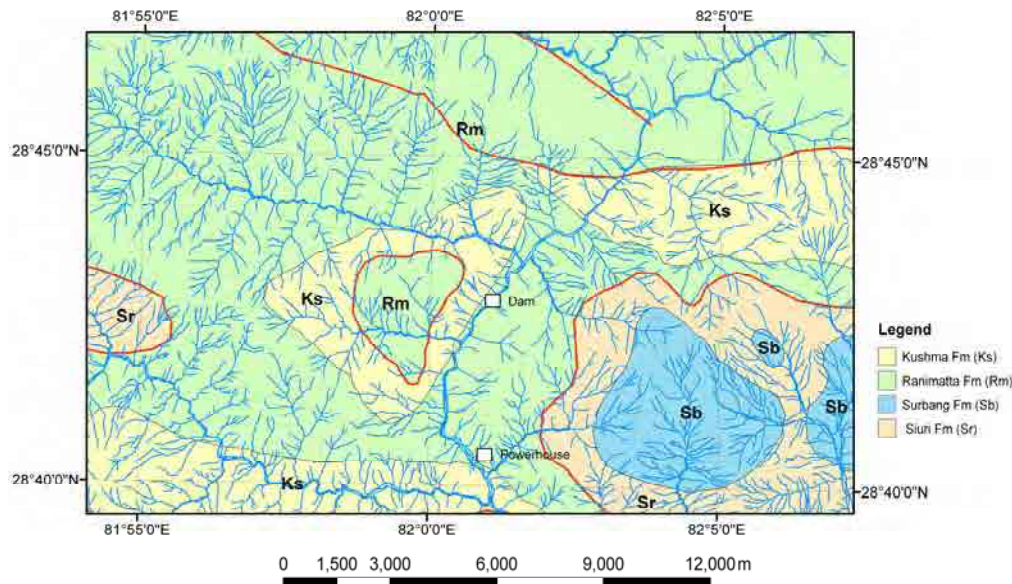 81°55'0"E 82°0'0"E 82°5'0"E
Rm
28°45'0"N 28°45'0"N
Ks
Ks Rm Dam
Sr
Sb
Sb Sb
Legend
Kushma Fm (Ks)
Ranimatta Fm (Rm)
Surbang Fm (Sb)
Siuri Fm (Sr)
Powerhouse
Ks
28°40'0"N 28°40'0"N
Sr
81°55'0"E 82°0'0"E 82°5'0"E
0 1,500 3,000 6,000 9,000 12,000 m